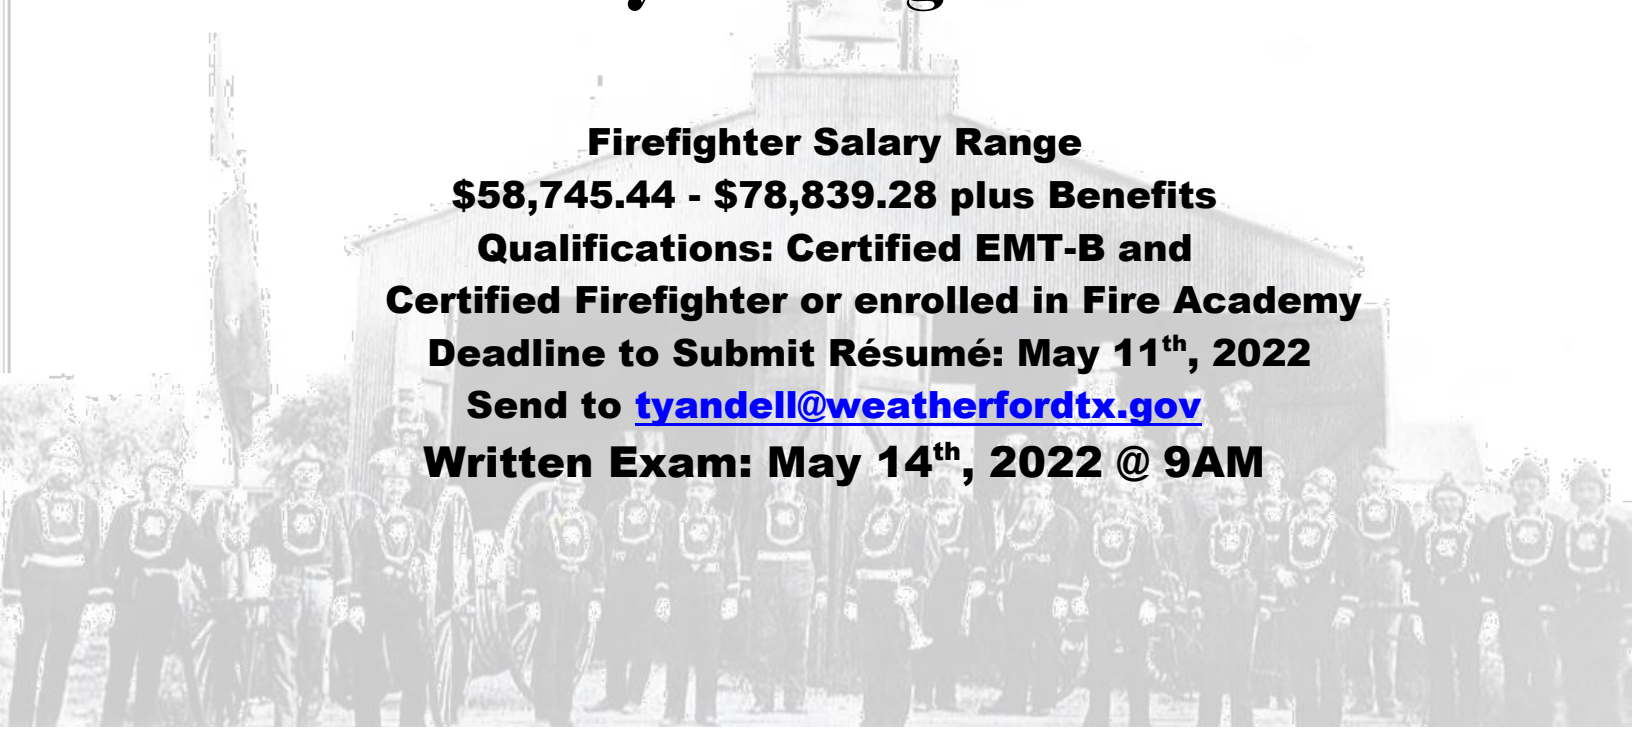 Firefighter Salary Range
$58,745.44 - $78,839.28 plus Benefits
Qualifications: Certified EMT-B and
Certified Firefighter or enrolled in Fire Academy
Deadline to Submit Résumé: May 11th, 2022
Send to tyandell@weatherfordtx.gov
Written Exam: May 14th, 2022 @ 9AM